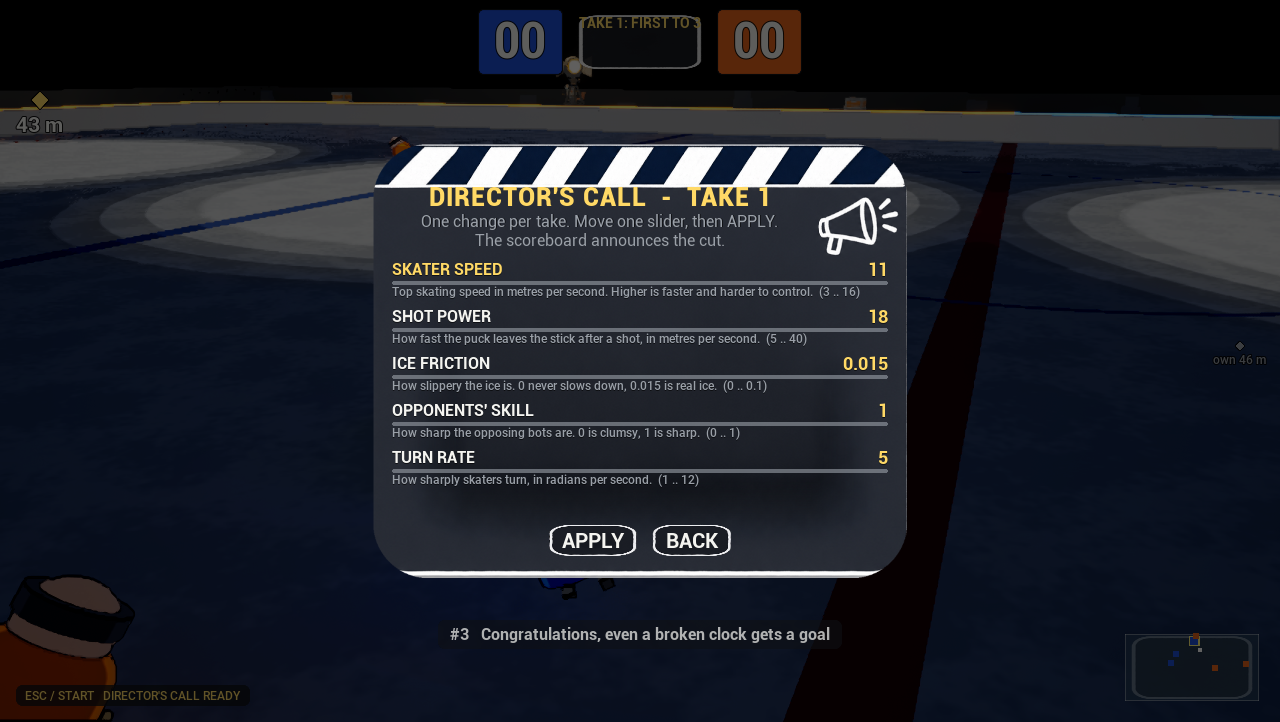 00
TAKE 1: FIRST TO 3
00
43 m
DIRECTOR'S CALL - TAKE 1
One change per take. Move one slider, then APPLY.
The scoreboard announces the cut.
SKATER SPEED 11
Top skating speed in metres per second. Higher is faster and harder to control. (3 .. 16)
SHOT POWER 18
How fast the puck leaves the stick after a shot, in metres per second. (5 .. 40)
ICE FRICTION 0.015
How slippery the ice is. 0 never slows down, 0.015 is real ice. (0 .. 0.1)
own 46 m
OPPONENTS' SKILL 1
How sharp the opposing bots are. 0 is clumsy, 1 is sharp. (0 .. 1)
TURN RATE 5
How sharply skaters turn, in radians per second. (1 .. 12)
APPLY BACK
#3 Congratulations, even a broken clock gets a goal
ESC / START DIRECTOR'S CALL READY